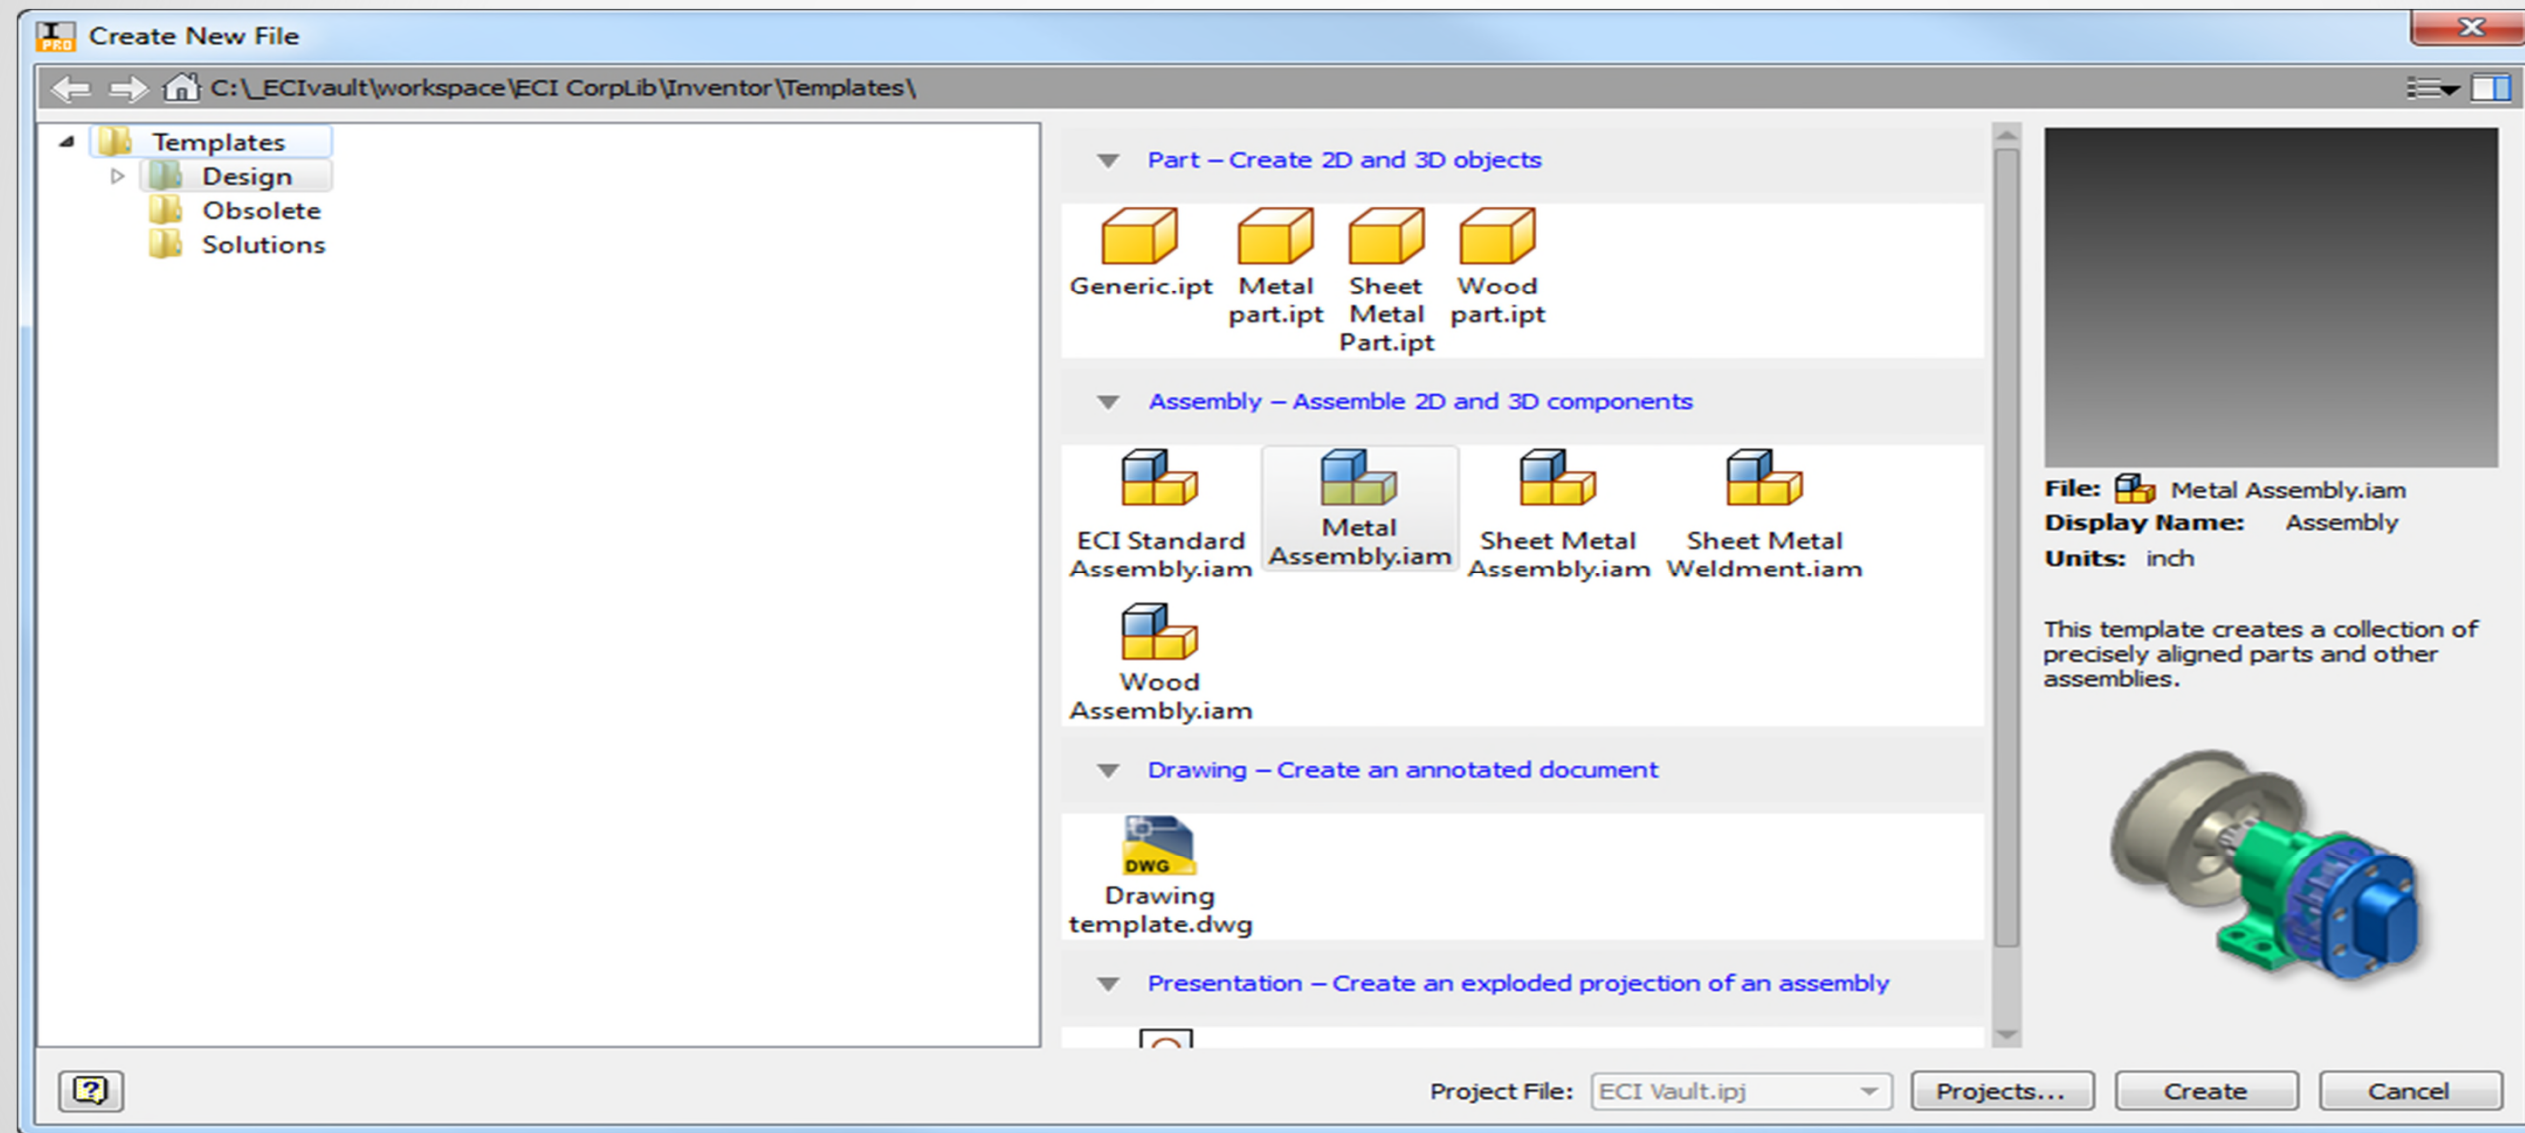 I
PRO
Create New File
C:\_ECIvault\workspace\ECI CorpLib\Inventor\Templates\
Templates
Design
Obsolete
Solutions
Part – Create 2D and 3D objects
Generic.ipt
Metal
part.ipt
Sheet
Metal
Part.ipt
Wood
part.ipt
Assembly – Assemble 2D and 3D components
ECI Standard
Assembly.iam
Metal
Assembly.iam
Sheet Metal
Assembly.iam
Sheet Metal
Weldment.iam
Wood
Assembly.iam
Drawing – Create an annotated document
DWG
Drawing
template.dwg
Presentation – Create an exploded projection of an assembly
File: Metal Assembly.iam
Display Name: Assembly
Units: inch
This template creates a collection of
precisely aligned parts and other
assemblies.
?
Project File: ECI Vault.ipj
Projects...
Create
Cancel